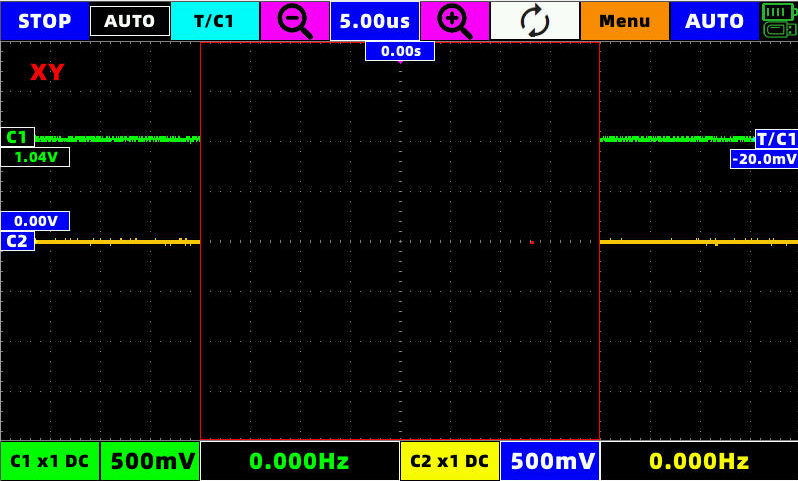 STOP AUTO T/C1 5.00us Menu AUTO
0.00s
XY
C1 T/C1
1.04V -20.0mV
0.00V
C2
C1 x1 DC 500mV 0.000Hz C2 x1 DC 500mV 0.000Hz